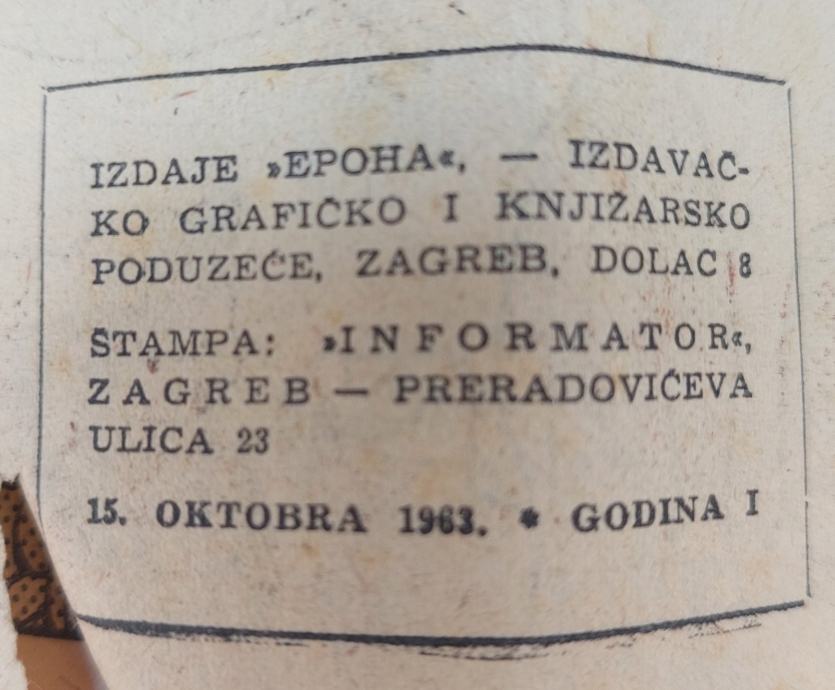 IZDAJE »EPOHA«, — IZDAVAČ-
KO GRAFIČKO I KNJIŽARSKO
PODUZEĆE, ZAGREB, DOLAC 8
ŠTAMPA: »INFORMATOR«,
ZAGREB — PRERADOVIĆEVA
ULICA 23
15. OKTOBRA 1963. * GODINA I